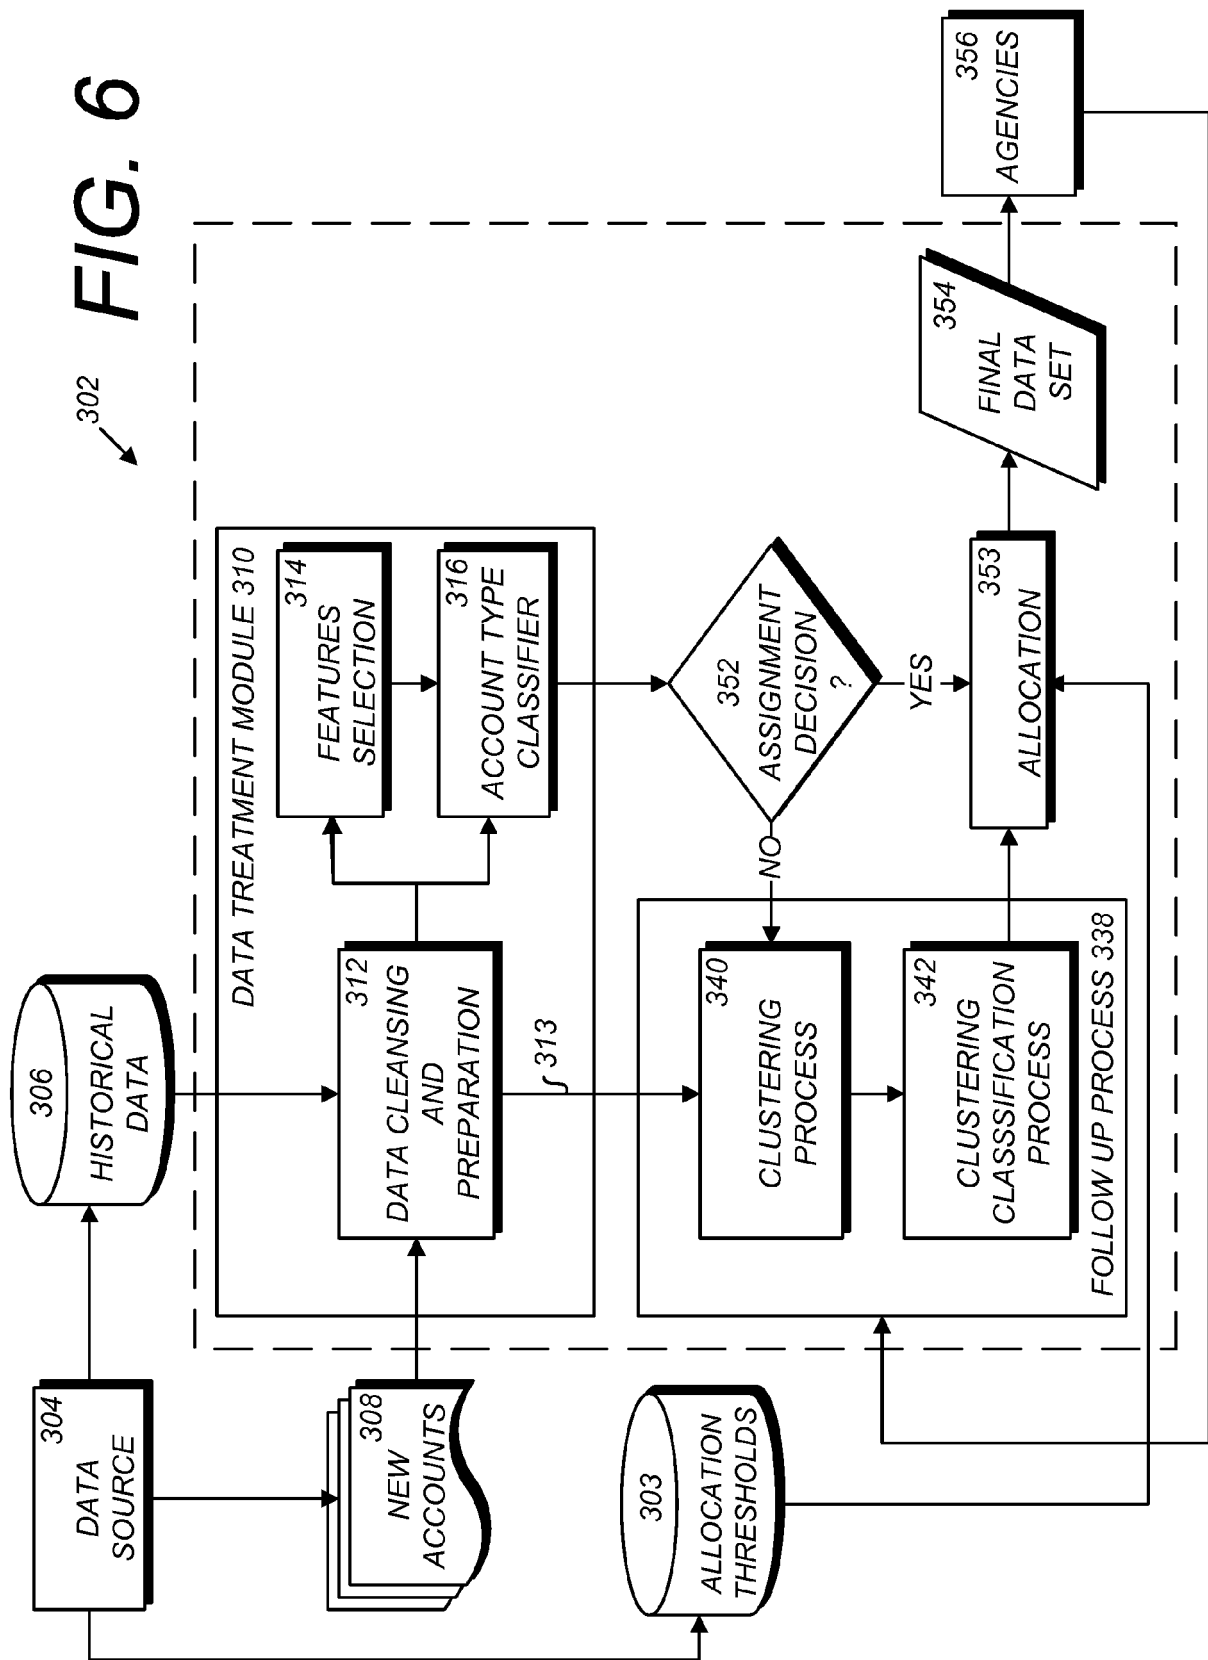 FIG. 6
302
304
DATA
SOURCE
306
HISTORICAL
DATA
308
NEW
ACCOUNTS
303
ALLOCATION
THRESHOLDS
DATA TREATMENT MODULE 310
312
DATA CLEANSING
AND
PREPARATION
313
314
FEATURES
SELECTION
316
ACCOUNT TYPE
CLASSIFIER
352
ASSIGNMENT
DECISION
?
NO
YES
340
CLUSTERING
PROCESS
342
CLUSTERING
CLASSSIFICATION
PROCESS
FOLLOW UP PROCESS 338
353
ALLOCATION
354
FINAL
DATA
SET
356
AGENCIES